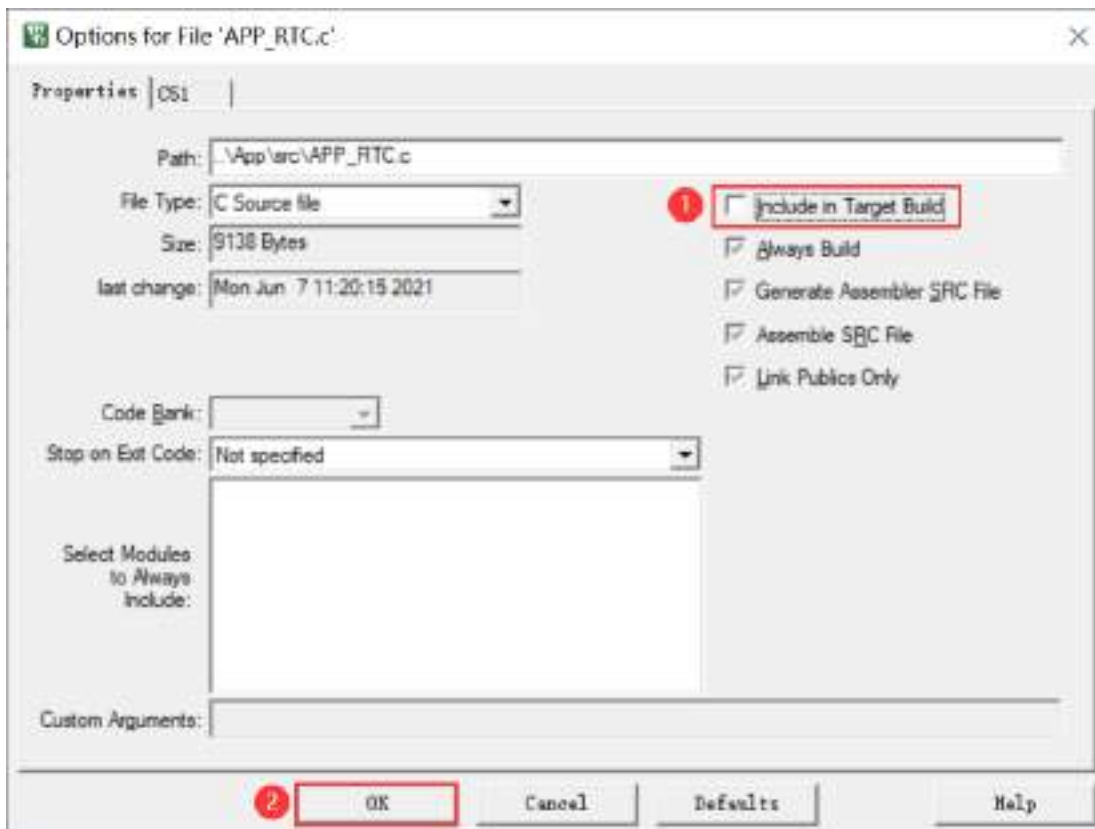 Options for File 'APP_RTC.c'
Properties C51
Path: ..\App\src\APP_RTC.c
File Type: C Source file
1 Include in Target Build
Size: 9138 Bytes
Always Build
last change: Mon Jun 7 11:20:15 2021
Generate Assembler SRC File
Assemble SRC File
Link Publics Only
Code Bank:
Stop on Exit Code: Not specified
Select Modules
to Always
Include:
Custom Arguments:
2 OK Cancel Defaults Help